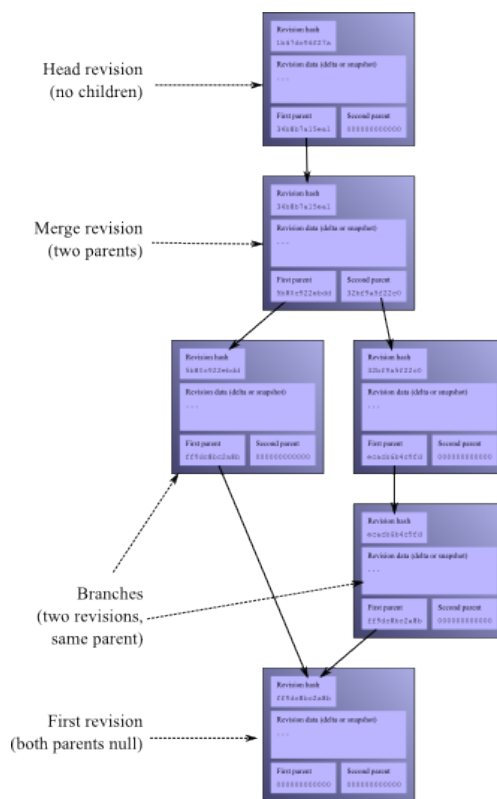 Revision hash
Revision data (delta or snapshot)
...
Head revision
(no children)
First parent
Second parent
34b8b7a15ea1
000000000000
Revision hash
34b8b7a15ea1
Revision data (delta or snapshot)
...
Merge revision
(two parents)
First parent
Second parent
32bf9a5f22c0
Revision hash
Revision data (delta or snapshot)
...
First parent
Second parent
ff9dc8bc2a8b
000000000000
Revision hash
32bf9a5f22c0
Revision data (delta or snapshot)
...
First parent
Second parent
ecacb6b4c9fd
000000000000
Revision hash
ecacb6b4c9fd
Revision data (delta or snapshot)
...
First parent
Second parent
ff9dc8bc2a8b
000000000000
Branches
(two revisions,
same parent)
Revision hash
ff9dc8bc2a8b
Revision data (delta or snapshot)
...
First revision
(both parents null)
First parent
Second parent
000000000000
000000000000